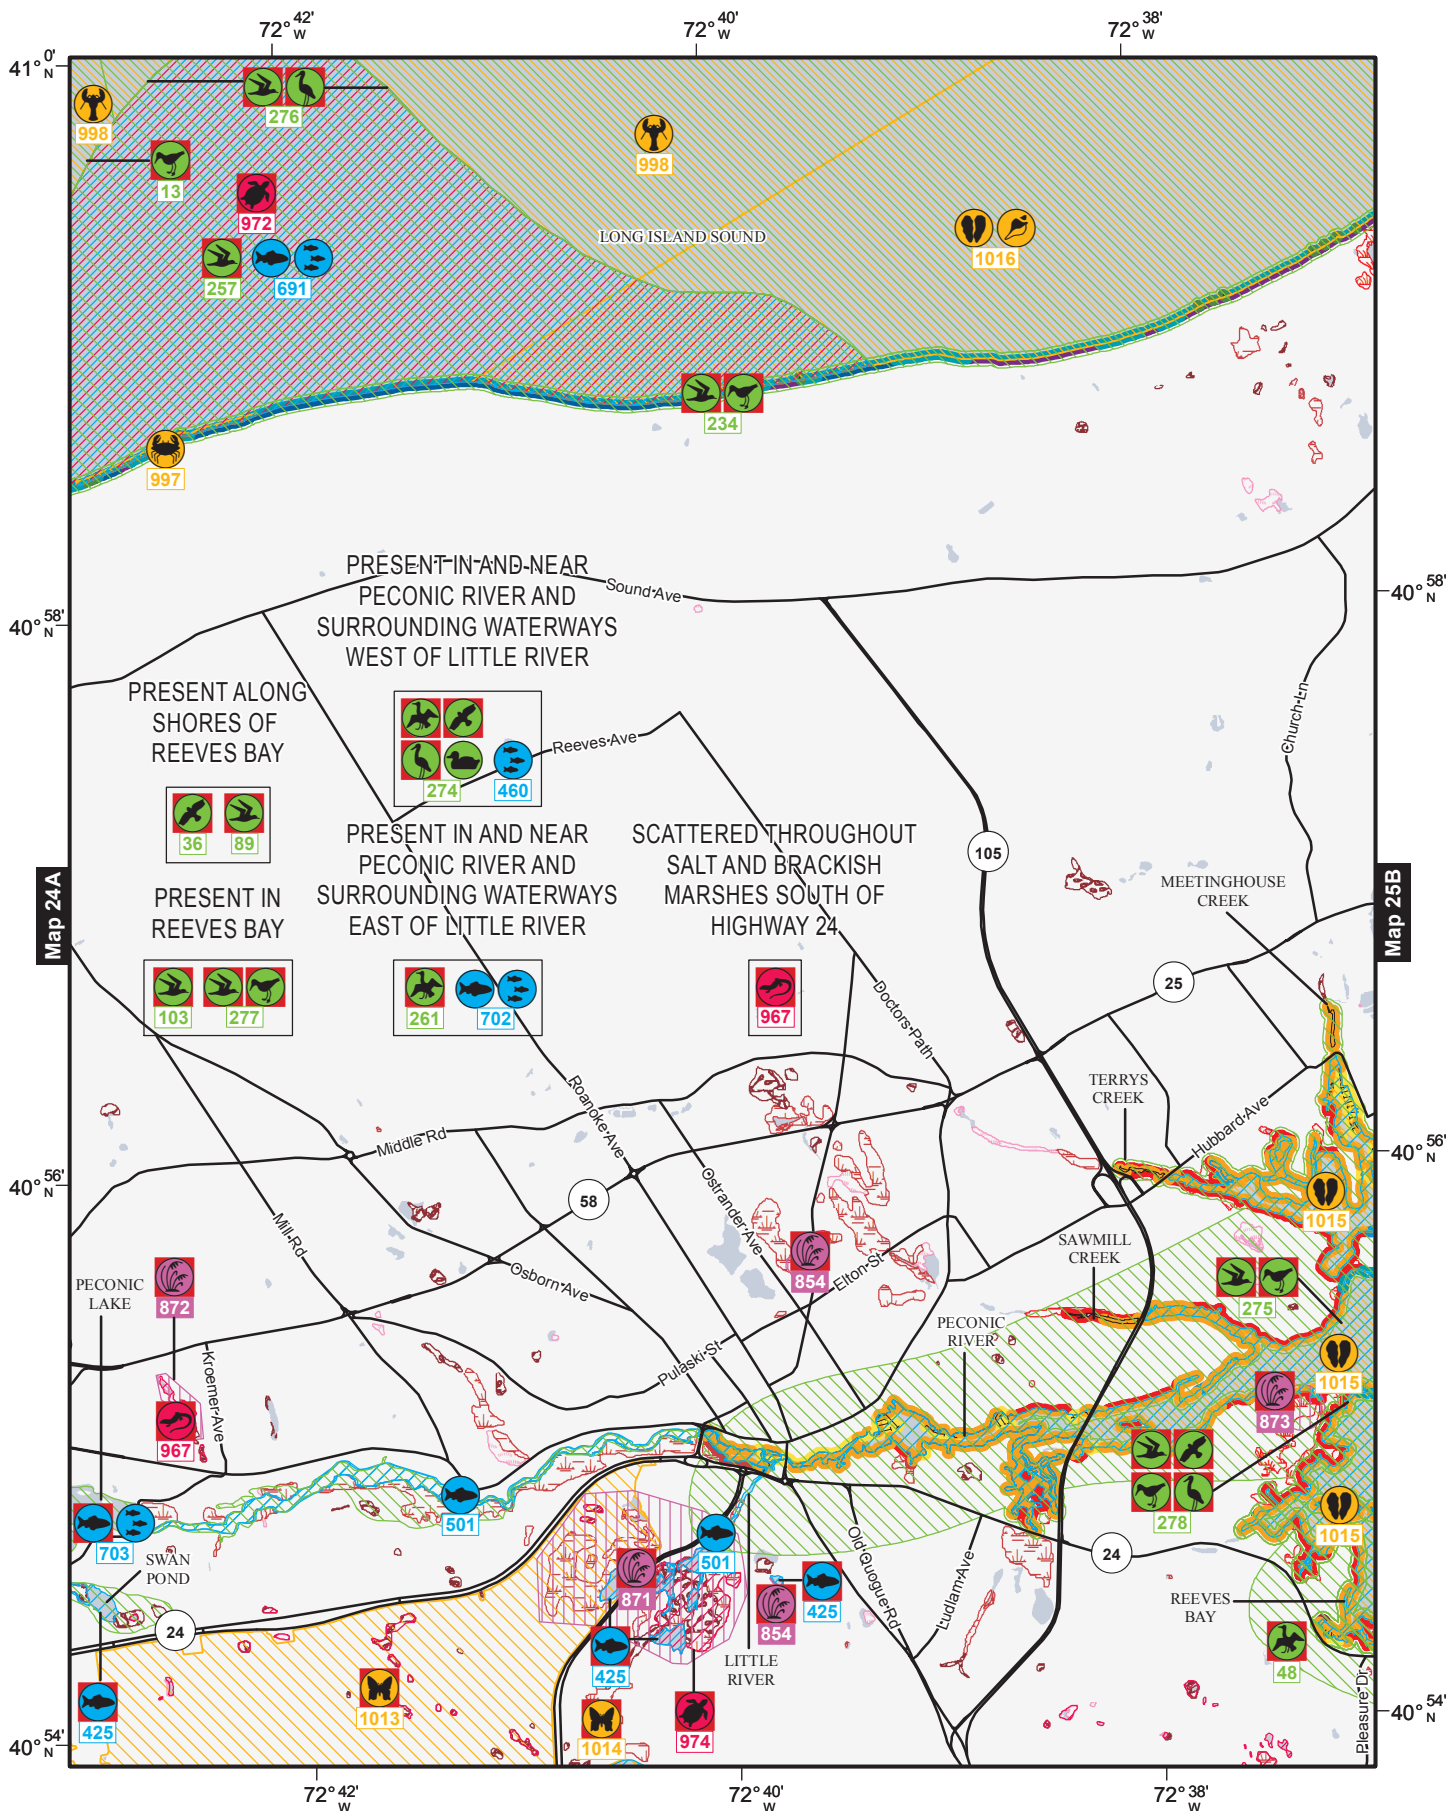 72° 42' W
72° 40' W
72° 38' W
41° 0' N
998
276
998
13
972
LONG ISLAND SOUND
1016
257
691
234
997
PRESENT IN AND NEAR
PECONIC RIVER AND
SURROUNDING WATERWAYS
WEST OF LITTLE RIVER
Sound Ave
40° 58' N
40° 58' N
PRESENT ALONG
SHORES OF
REEVES BAY
Reeves Ave
Church Ln
274
460
36
89
PRESENT IN AND NEAR
PECONIC RIVER AND
SURROUNDING WATERWAYS
EAST OF LITTLE RIVER
SCATTERED THROUGHOUT
SALT AND BRACKISH
MARSHES SOUTH OF
HIGHWAY 24
105
Map 24A
Map 25B
PRESENT IN
REEVES BAY
MEETINGHOUSE
CREEK
103
277
261
702
967
25
Doctors Path
TERRYS
CREEK
Roanoke Ave
Middle Rd
Hubbard Ave
40° 56' N
40° 56' N
58
Ostrander Ave
Mill Rd
1015
SAWMILL
CREEK
PECONIC
LAKE
872
Osborn Ave
854
Elton St
275
PECONIC
RIVER
Kroemer Ave
Pulaski St
1015
873
967
501
703
501
278
1015
SWAN
POND
Old Quogue Rd
Ludlam Ave
24
871
425
854
REEVES
BAY
24
425
LITTLE
RIVER
48
425
1013
1014
974
Pleasure Dr
40° 54' N
40° 54' N
72° 42' W
72° 40' W
72° 38' W